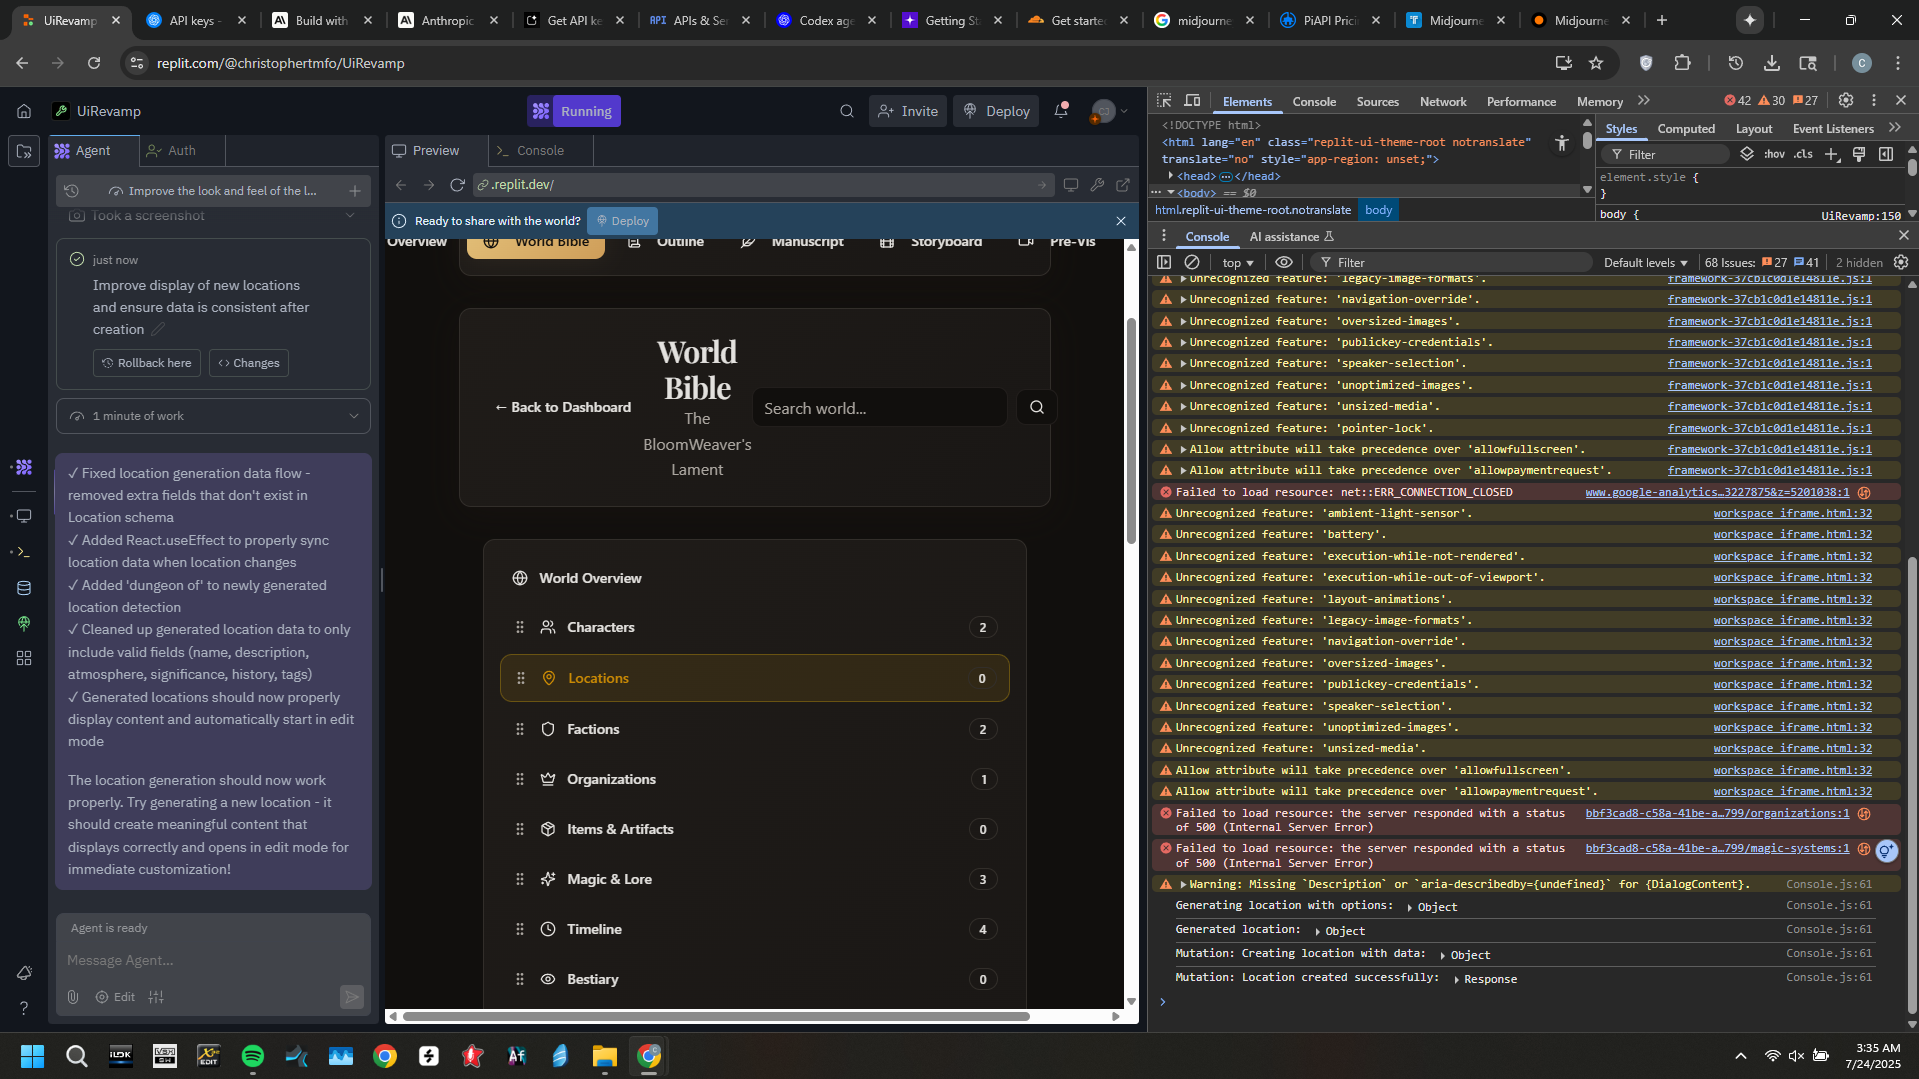 UiRevamp
API keys -
Build with
Anthropic
Get API ke
APIs & Se
Codex age
Getting St
Get starte
midjourne
PiAPI Pric
Midjourne
Midjourne
replit.com/@christophertmfo/UiRevamp
UiRevamp
Running
Invite
Deploy
Agent
Auth
Improve the look and feel of the l...
Took a screenshot
just now
Improve display of new locations
and ensure data is consistent after
creation
Rollback here
Changes
1 minute of work
✓ Fixed location generation data flow -
removed extra fields that don't exist in
Location schema
✓ Added React.useEffect to properly sync
location data when location changes
✓ Added 'dungeon of' to newly generated
location detection
✓ Cleaned up generated location data to only
include valid fields (name, description,
atmosphere, significance, history, tags)
✓ Generated locations should now properly
display content and automatically start in edit
mode
The location generation should now work
properly. Try generating a new location - it
should create meaningful content that
displays correctly and opens in edit mode for
immediate customization!
Agent is ready
Message Agent...
Edit
Preview
Console
.replit.dev/
Ready to share with the world?
Deploy
Overview
World Bible
Outline
Manuscript
Storyboard
Pre-Vis
← Back to Dashboard
World
Bible
The
BloomWeaver's
Lament
Search world...
World Overview
Characters 2
Locations 0
Factions 2
Organizations 1
Items & Artifacts 0
Magic & Lore 3
Timeline 4
Bestiary 0
Elements
Console
Sources
Network
Performance
Memory
42
30
27
<!DOCTYPE html>
<html lang="en" class="replit-ui-theme-root notranslate"
translate="no" style="app-region: unset;">
<head> </head>
<body> == $0
html.replit-ui-theme-root.notranslate
body
Styles
Computed
Layout
Event Listeners
Filter
:hov
.cls
element.style {
}
body {
UiRevamp:150
Console
AI assistance
top
Filter
Default levels
68 Issues: 27 41
2 hidden
Unrecognized feature: 'legacy-image-formats'. framework-37cb1c0d1e14811e.js:1
Unrecognized feature: 'navigation-override'. framework-37cb1c0d1e14811e.js:1
Unrecognized feature: 'oversized-images'. framework-37cb1c0d1e14811e.js:1
Unrecognized feature: 'publickey-credentials'. framework-37cb1c0d1e14811e.js:1
Unrecognized feature: 'speaker-selection'. framework-37cb1c0d1e14811e.js:1
Unrecognized feature: 'unoptimized-images'. framework-37cb1c0d1e14811e.js:1
Unrecognized feature: 'unsized-media'. framework-37cb1c0d1e14811e.js:1
Unrecognized feature: 'pointer-lock'. framework-37cb1c0d1e14811e.js:1
Allow attribute will take precedence over 'allowfullscreen'. framework-37cb1c0d1e14811e.js:1
Allow attribute will take precedence over 'allowpaymentrequest'. framework-37cb1c0d1e14811e.js:1
Failed to load resource: net::ERR_CONNECTION_CLOSED www.google-analytics…3227875&z=5201038:1
Unrecognized feature: 'ambient-light-sensor'. workspace_iframe.html:32
Unrecognized feature: 'battery'. workspace_iframe.html:32
Unrecognized feature: 'execution-while-not-rendered'. workspace_iframe.html:32
Unrecognized feature: 'execution-while-out-of-viewport'. workspace_iframe.html:32
Unrecognized feature: 'layout-animations'. workspace_iframe.html:32
Unrecognized feature: 'legacy-image-formats'. workspace_iframe.html:32
Unrecognized feature: 'navigation-override'. workspace_iframe.html:32
Unrecognized feature: 'oversized-images'. workspace_iframe.html:32
Unrecognized feature: 'publickey-credentials'. workspace_iframe.html:32
Unrecognized feature: 'speaker-selection'. workspace_iframe.html:32
Unrecognized feature: 'unoptimized-images'. workspace_iframe.html:32
Unrecognized feature: 'unsized-media'. workspace_iframe.html:32
Allow attribute will take precedence over 'allowfullscreen'. workspace_iframe.html:32
Allow attribute will take precedence over 'allowpaymentrequest'. workspace_iframe.html:32
Failed to load resource: the server responded with a status bbf3cad8-c58a-41be-a…799/organizations:1
of 500 (Internal Server Error)
Failed to load resource: the server responded with a status bbf3cad8-c58a-41be-a…799/magic-systems:1
of 500 (Internal Server Error)
Warning: Missing `Description` or `aria-describedby={undefined}` for {DialogContent}. Console.js:61
Generating location with options: Object Console.js:61
Generated location: Object Console.js:61
Mutation: Creating location with data: Object Console.js:61
Mutation: Location created successfully: Response Console.js:61
3:35 AM
7/24/2025